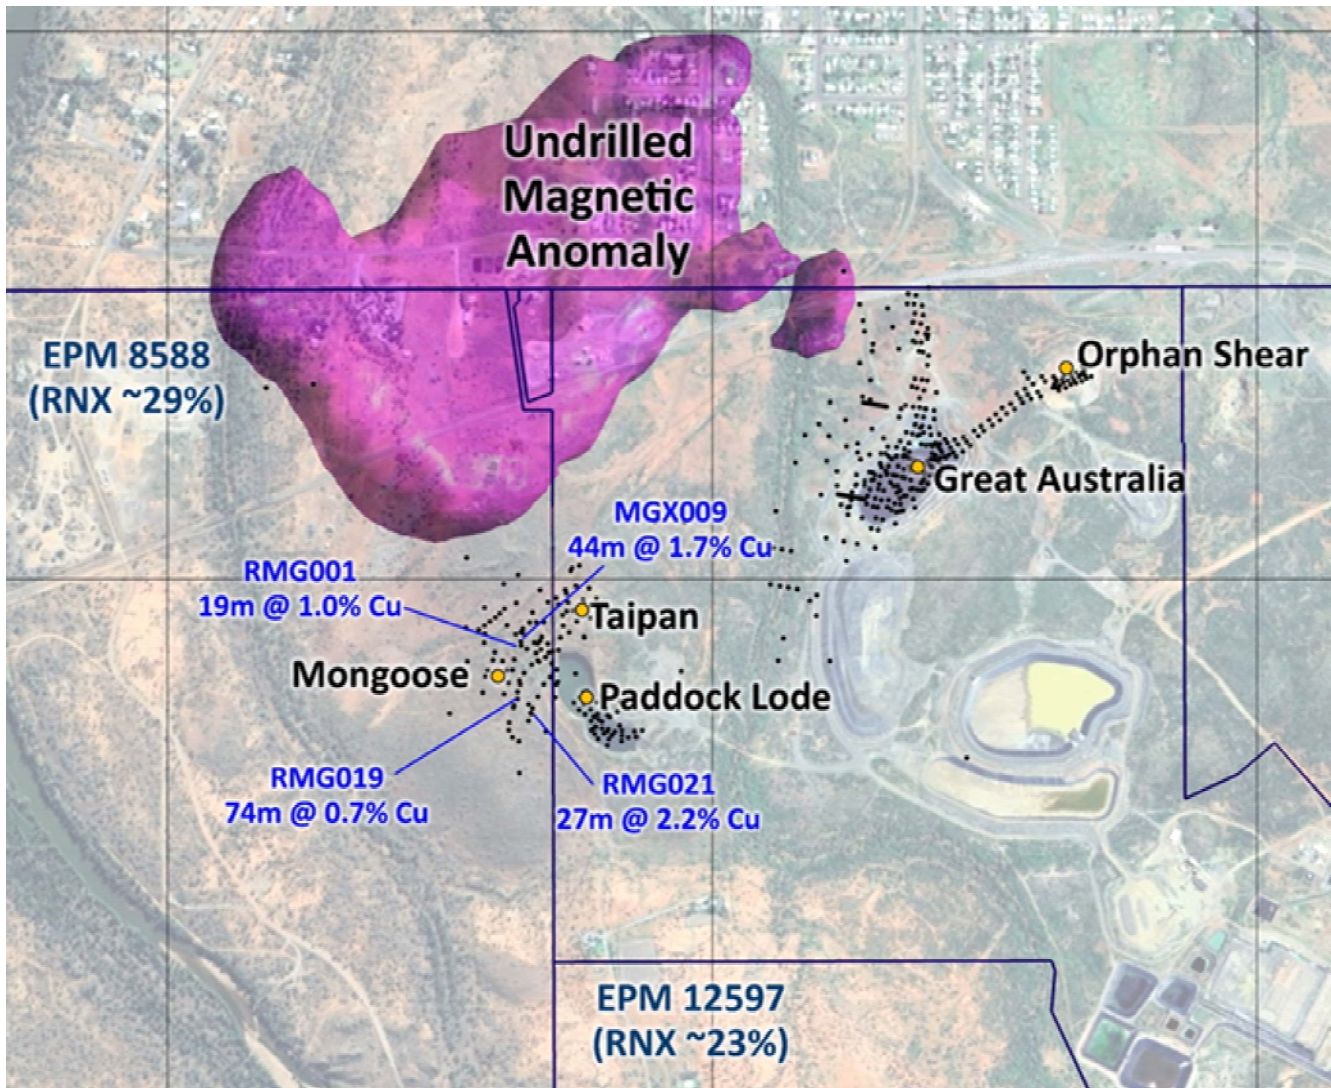 Undrilled
Magnetic
Anomaly
EPM 8588
(RNX ~29%)
Orphan Shear
Great Australia
MGX009
44m @ 1.7% Cu
RMG001
19m @ 1.0% Cu
Taipan
Mongoose
Paddock Lode
RMG019
74m @ 0.7% Cu
RMG021
27m @ 2.2% Cu
EPM 12597
(RNX ~23%)